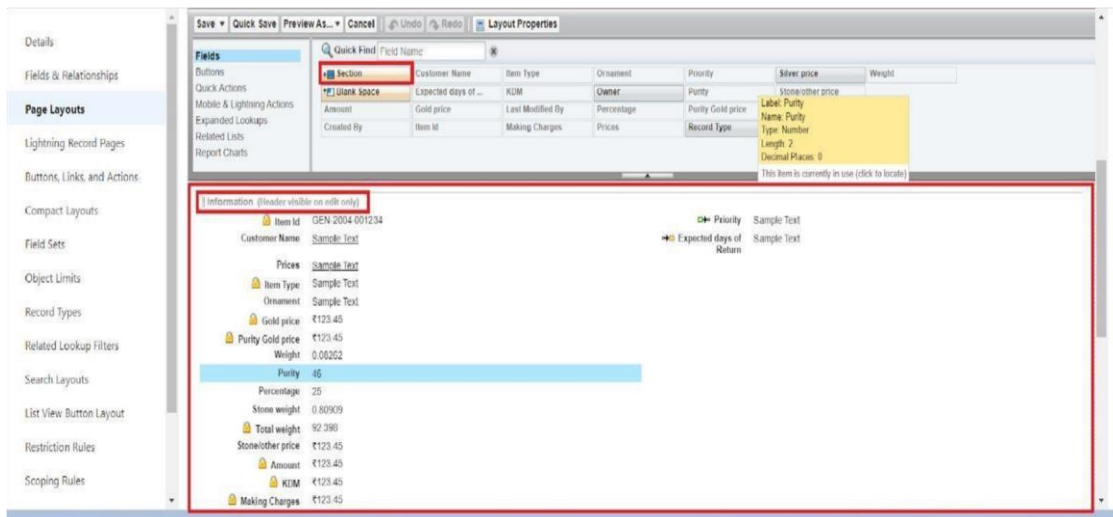 Save ▼ Quick Save Preview As... ▼ Cancel Undo Redo Layout Properties
Details
Fields & Relationships
Page Layouts
Lightning Record Pages
Buttons, Links, and Actions
Compact Layouts
Field Sets
Object Limits
Record Types
Related Lookup Filters
Search Layouts
List View Button Layout
Restriction Rules
Scoping Rules
Fields
Buttons
Quick Actions
Mobile & Lightning Actions
Expanded Lookups
Related Lists
Report Charts
Quick Find Field Name
Section Customer Name Item Type Ornament Priority Silver price Weight
Blank Space Expected days of ... KDM Owner Purity Stone/other price
Amount Gold price Last Modified By Percentage Purity Gold price
Created By Item Id Making Charges Prices Record Type
Label: Purity
Name: Purity
Type: Number
Length: 2
Decimal Places: 0
This item is currently in use (click to locate)
Information (Header visible on edit only)
Item Id GEN-2004-001234
Customer Name Sample Text
Prices Sample Text
Item Type Sample Text
Ornament Sample Text
Gold price ₹123.45
Purity Gold price ₹123.45
Weight 0.08262
Purity 46
Percentage 25
Stone weight 0.80909
Total weight 92.398
Stone/other price ₹123.45
Amount ₹123.45
KDM ₹123.45
Making Charges ₹123.45
Priority Sample Text
Expected days of Sample Text
Return